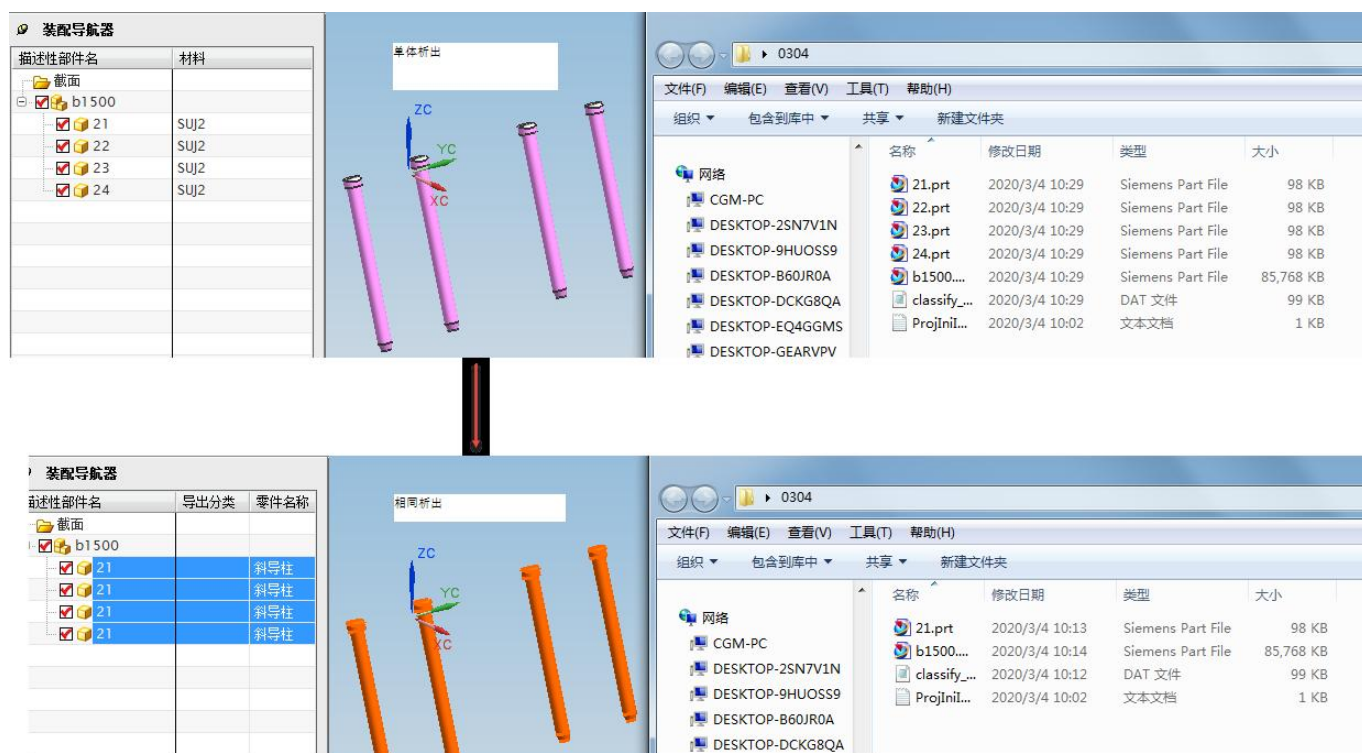 装配导航器
描述性部件名 材料
截面
b1500
21 SUJ2
22 SUJ2
23 SUJ2
24 SUJ2
单体析出
ZC
YC
XC
0304
文件(F) 编辑(E) 查看(V) 工具(T) 帮助(H)
组织 包含到库中 共享 新建文件夹
网络
CGM-PC
DESKTOP-2SN7V1N
DESKTOP-9HUOSS9
DESKTOP-B60JR0A
DESKTOP-DCKG8QA
DESKTOP-EQ4GGMS
DESKTOP-GEARVPV
名称 修改日期 类型 大小
21.prt 2020/3/4 10:29 Siemens Part File 98 KB
22.prt 2020/3/4 10:29 Siemens Part File 98 KB
23.prt 2020/3/4 10:29 Siemens Part File 98 KB
24.prt 2020/3/4 10:29 Siemens Part File 98 KB
b1500.... 2020/3/4 10:29 Siemens Part File 85,768 KB
classify_... 2020/3/4 10:29 DAT 文件 99 KB
ProjIniI... 2020/3/4 10:02 文本文档 1 KB
装配导航器
描述性部件名 导出分类 零件名称
截面
b1500
21 斜导柱
21 斜导柱
21 斜导柱
21 斜导柱
相同析出
ZC
YC
XC
0304
文件(F) 编辑(E) 查看(V) 工具(T) 帮助(H)
组织 包含到库中 共享 新建文件夹
网络
CGM-PC
DESKTOP-2SN7V1N
DESKTOP-9HUOSS9
DESKTOP-B60JR0A
DESKTOP-DCKG8QA
名称 修改日期 类型 大小
21.prt 2020/3/4 10:13 Siemens Part File 98 KB
b1500.... 2020/3/4 10:14 Siemens Part File 85,768 KB
classify_... 2020/3/4 10:12 DAT 文件 99 KB
ProjIniI... 2020/3/4 10:02 文本文档 1 KB